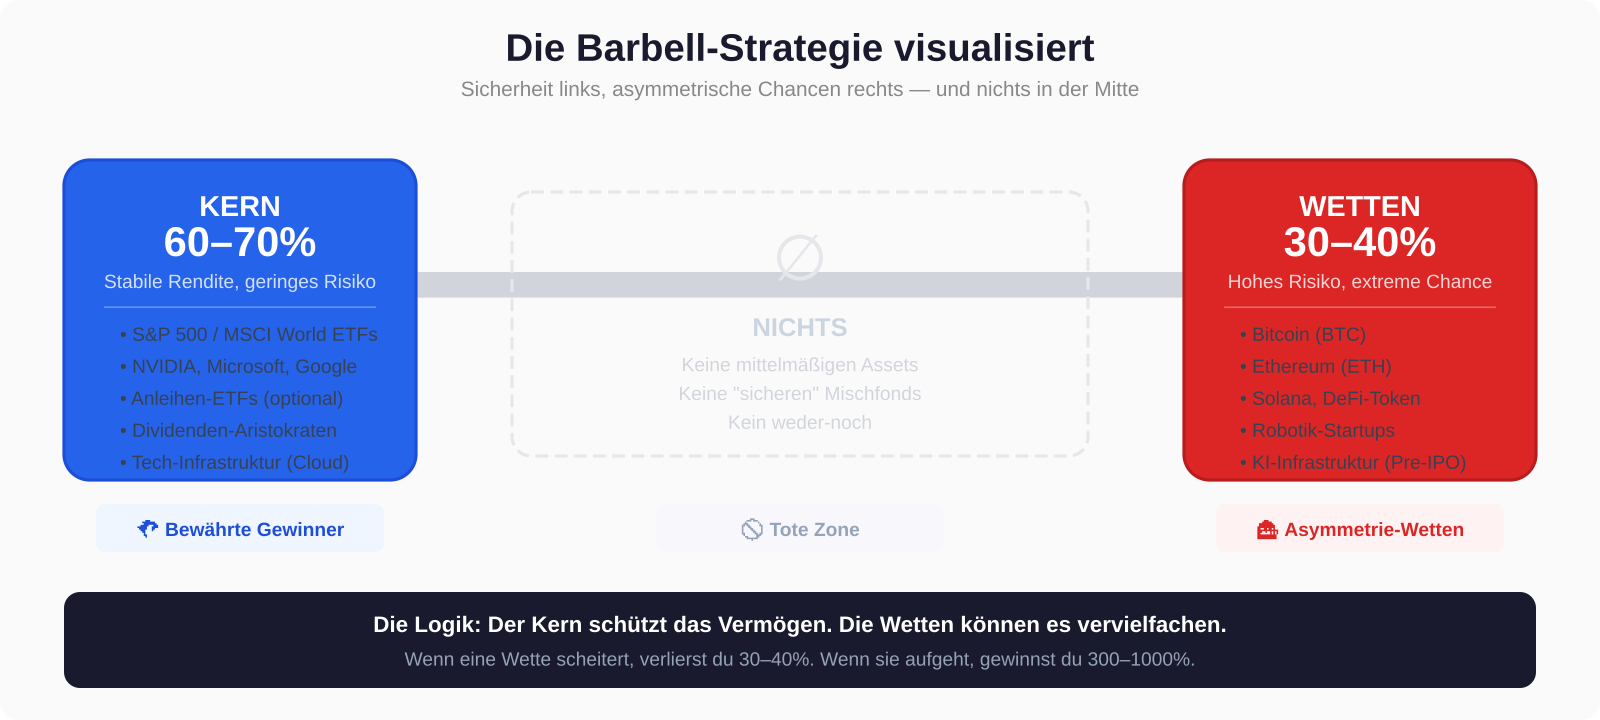 Die Barbell-Strategie visualisiert
Sicherheit links, asymmetrische Chancen rechts — und nichts in der Mitte
KERN
60–70%
Stabile Rendite, geringes Risiko
• S&P 500 / MSCI World ETFs
• NVIDIA, Microsoft, Google
• Anleihen-ETFs (optional)
• Dividenden-Aristokraten
• Tech-Infrastruktur (Cloud)
Bewährte Gewinner
∅
NICHTS
Keine mittelmäßigen Assets
Keine "sicheren" Mischfonds
Kein weder-noch
Tote Zone
WETTEN
30–40%
Hohes Risiko, extreme Chance
• Bitcoin (BTC)
• Ethereum (ETH)
• Solana, DeFi-Token
• Robotik-Startups
• KI-Infrastruktur (Pre-IPO)
Asymmetrie-Wetten
Die Logik: Der Kern schützt das Vermögen. Die Wetten können es vervielfachen.
Wenn eine Wette scheitert, verlierst du 30–40%. Wenn sie aufgeht, gewinnst du 300–1000%.